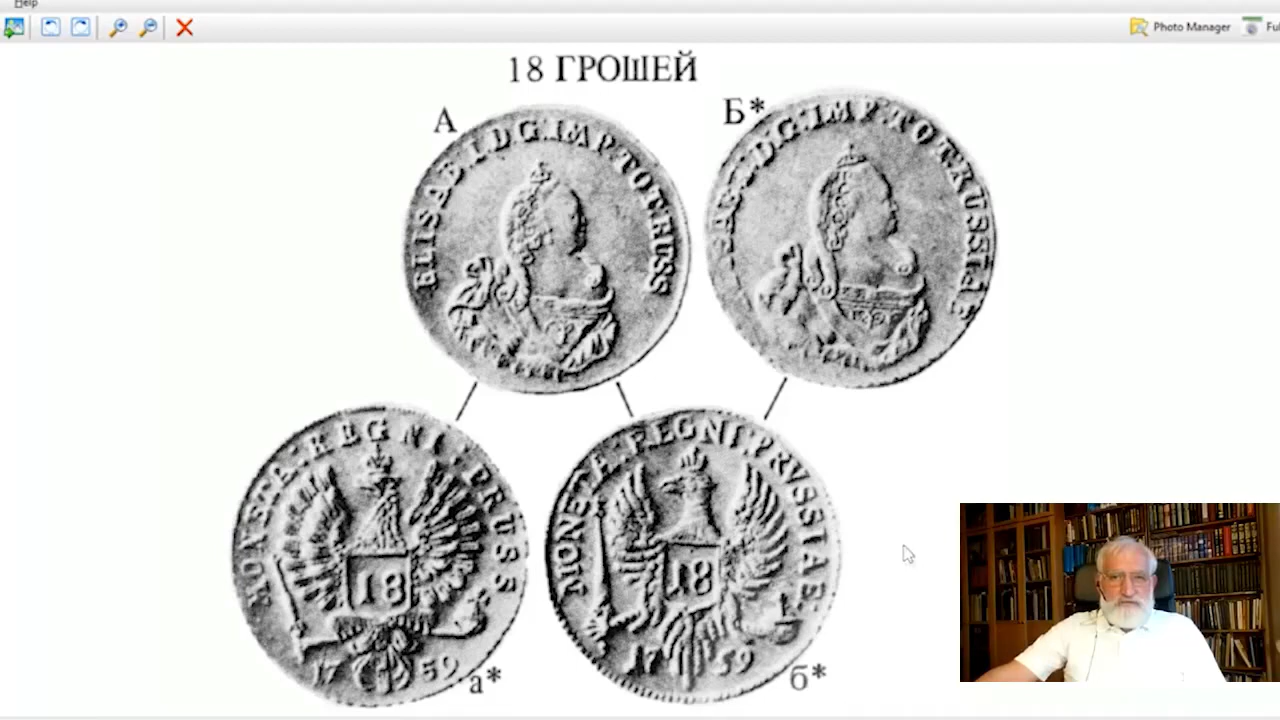 Help
Photo Manager
18 ГРОШЕЙ
А
Б*
ELISAB.I.D.G.IMP.TOT.RUSS
SAB.I.D.G.IMP.TOT.RUSSIAE
MONETA.REGNI.PRUSS
18
1759
а*
MONETA.REGNI.PRVSSIAE.
18
1759
б*